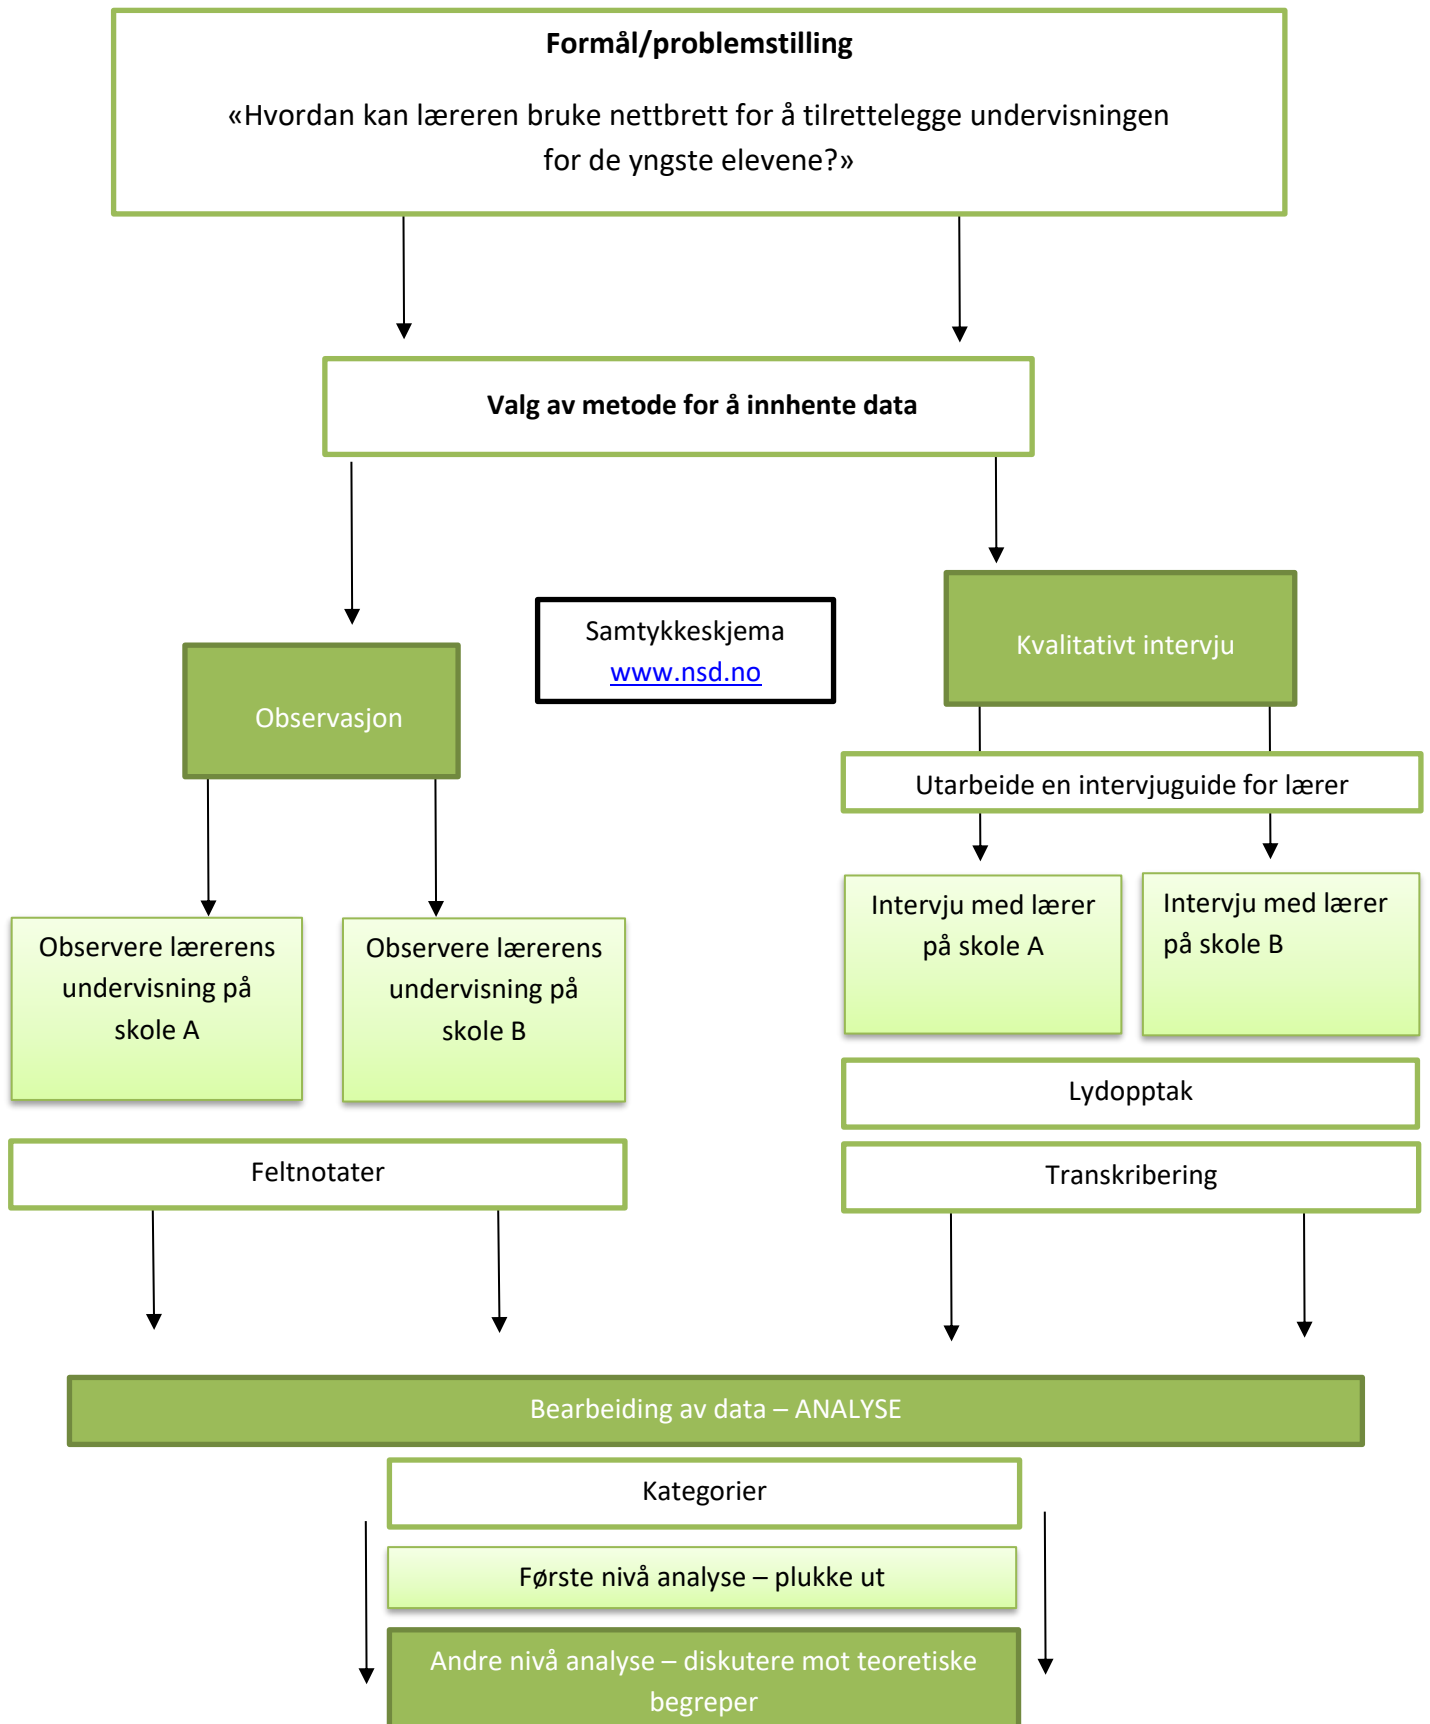 Formål/problemstilling
«Hvordan kan læreren bruke nettbrett for å tilrettelegge undervisningen
for de yngste elevene?»
Valg av metode for å innhente data
Samtykkeskjema
www.nsd.no
Observasjon
Kvalitativt intervju
Utarbeide en intervjuguide for lærer
Observere lærerens
undervisning på
skole A
Observere lærerens
undervisning på
skole B
Intervju med lærer
på skole A
Intervju med lærer
på skole B
Feltnotater
Lydopptak
Transkribering
Bearbeiding av data – ANALYSE
Kategorier
Første nivå analyse – plukke ut
Andre nivå analyse – diskutere mot teoretiske
begreper